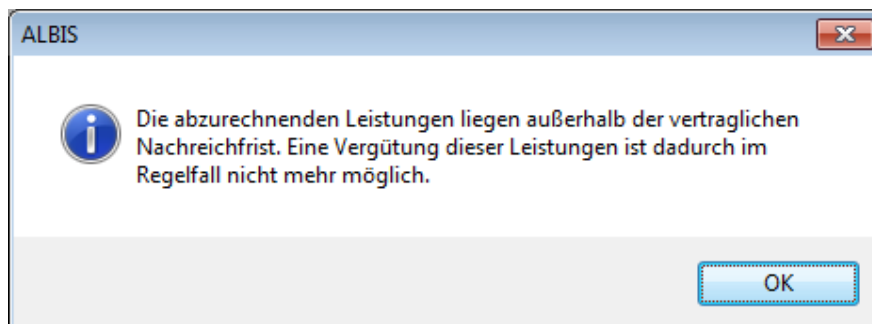 ALBIS
Die abzurechnenden Leistungen liegen außerhalb der vertraglichen
Nachreichfrist. Eine Vergütung dieser Leistungen ist dadurch im
Regelfall nicht mehr möglich.
OK